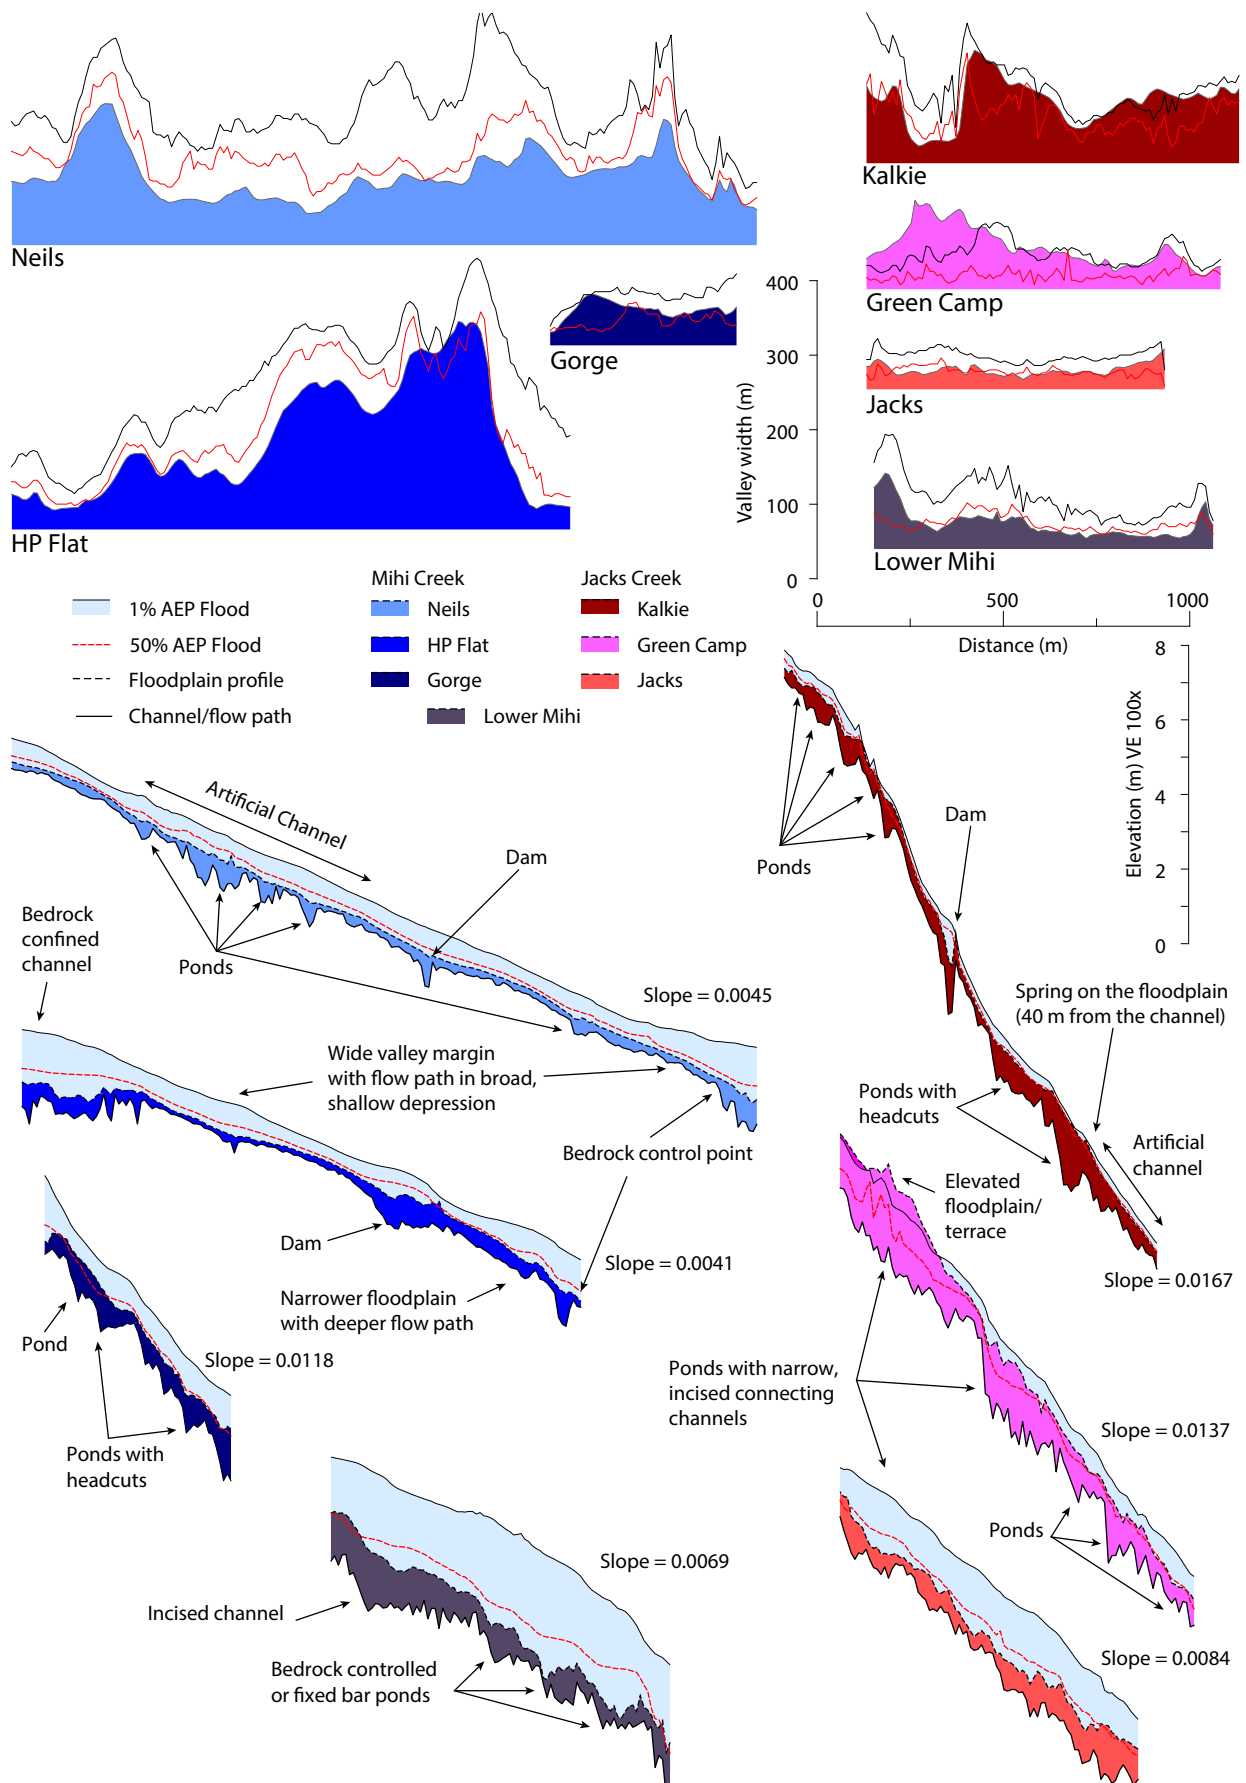 Neils
Kalkie
Green Camp
Gorge
Jacks
HP Flat
Lower Mihi
400
300
200
100
0
Valley width (m)
0
500
1000
Distance (m)
Mihi Creek
Jacks Creek
1% AEP Flood
Neils
Kalkie
50% AEP Flood
HP Flat
Green Camp
Floodplain profile
Gorge
Jacks
Channel/flow path
Lower Mihi
8
6
4
2
0
Elevation (m) VE 100x
Artificial Channel
Dam
Ponds
Slope = 0.0045
Bedrock
confined
channel
Wide valley margin
with flow path in broad,
shallow depression
Bedrock control point
Dam
Slope = 0.0041
Narrower floodplain
with deeper flow path
Pond
Slope = 0.0118
Ponds with
headcuts
Slope = 0.0069
Incised channel
Bedrock controlled
or fixed bar ponds
Ponds
Dam
Spring on the floodplain
(40 m from the channel)
Ponds with
headcuts
Artificial
channel
Elevated
floodplain/
terrace
Slope = 0.0167
Ponds with narrow,
incised connecting
channels
Slope = 0.0137
Ponds
Slope = 0.0084